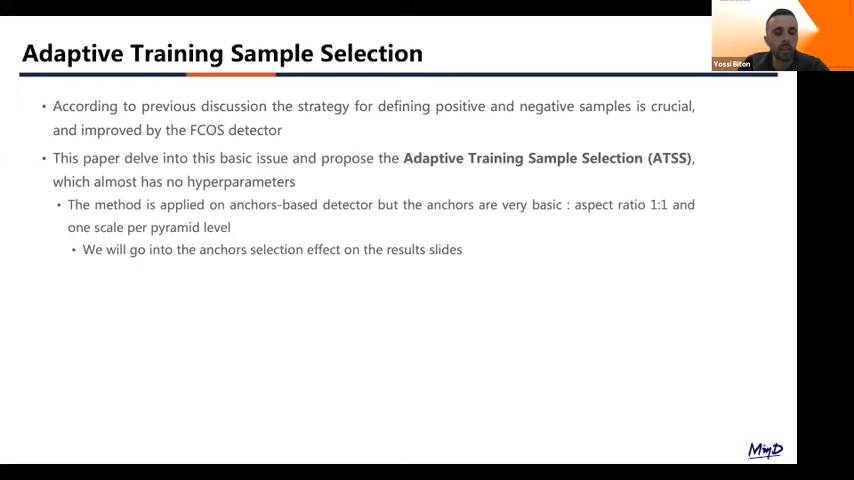 Adaptive Training Sample Selection
Yossi Biton
• According to previous discussion the strategy for defining positive and negative samples is crucial,
and improved by the FCOS detector
• This paper delve into this basic issue and propose the Adaptive Training Sample Selection (ATSS),
which almost has no hyperparameters
• The method is applied on anchors-based detector but the anchors are very basic : aspect ratio 1:1 and
one scale per pyramid level
• We will go into the anchors selection effect on the results slides
MinD